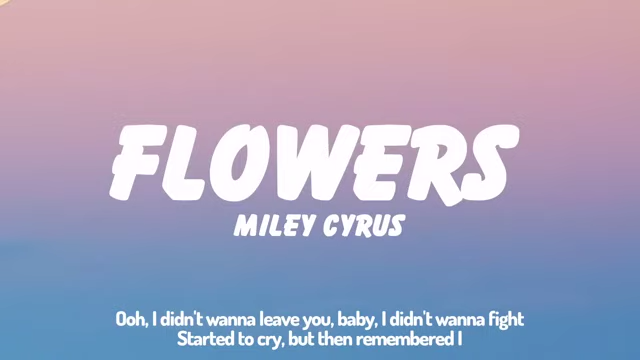 FLOWERS
MILEY CYRUS
Ooh, I didn't wanna leave you, baby, I didn't wanna fight
Started to cry, but then remembered I